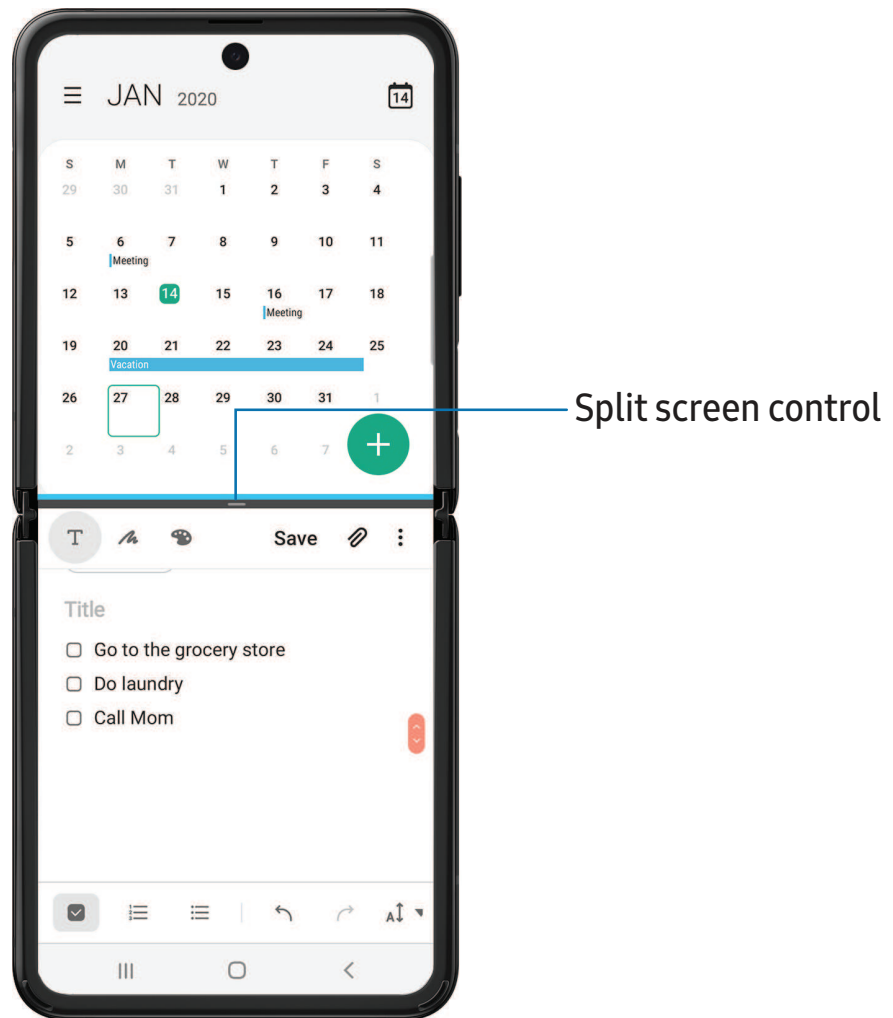 JAN 2020
14
S M T W T F S
29 30 31 1 2 3 4
5 6 7 8 9 10 11
Meeting
12 13 14 15 16 17 18
Meeting
19 20 21 22 23 24 25
Vacation
26 27 28 29 30 31 1
2 3 4 5 6 7
Split screen control
T Save
Title
Go to the grocery store
Do laundry
Call Mom
A